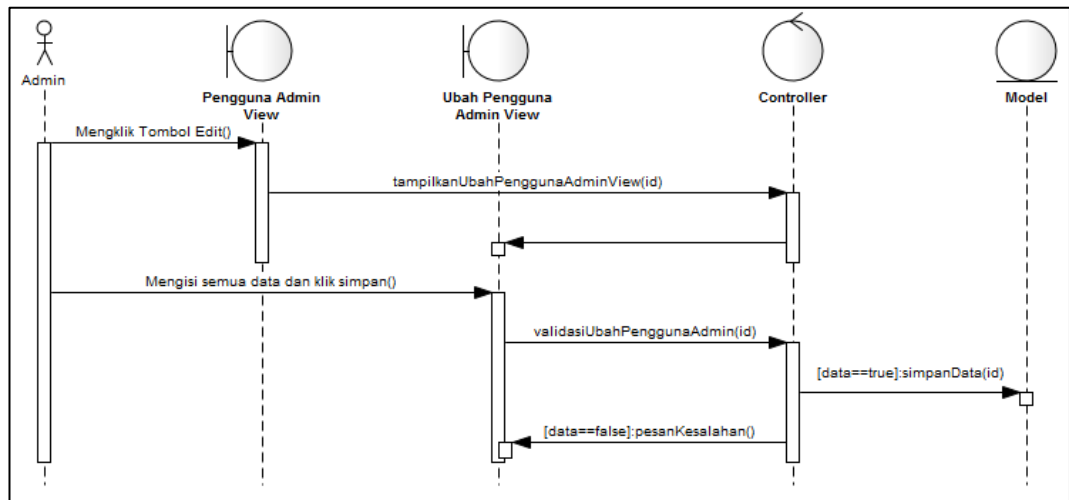 Admin
Pengguna Admin
View
Ubah Pengguna
Admin View
Controller
Model
Mengklik Tombol Edit()
tampilkanUbahPenggunaAdminView(id)
Mengisi semua data dan klik simpan()
validasiUbahPenggunaAdmin(id)
[data==true]:simpanData(id)
[data==false]:pesanKesalahan()